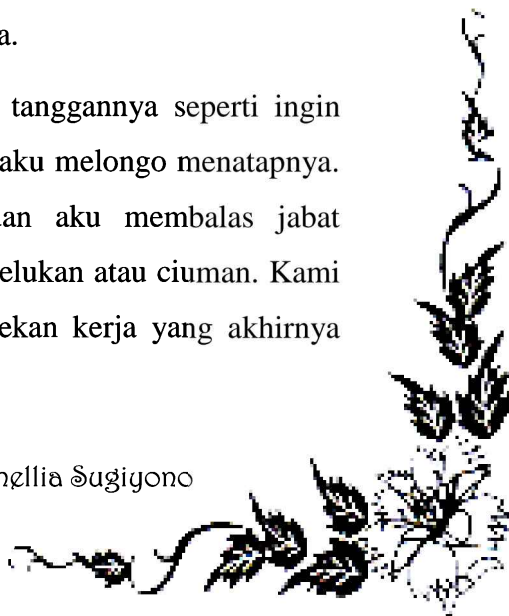 a.
tanggannya seperti ingin
aku melongo menatapnya.
an aku membalas jabat
elukan atau ciuman. Kami
ekan kerja yang akhirnya
ellia Sugiyono